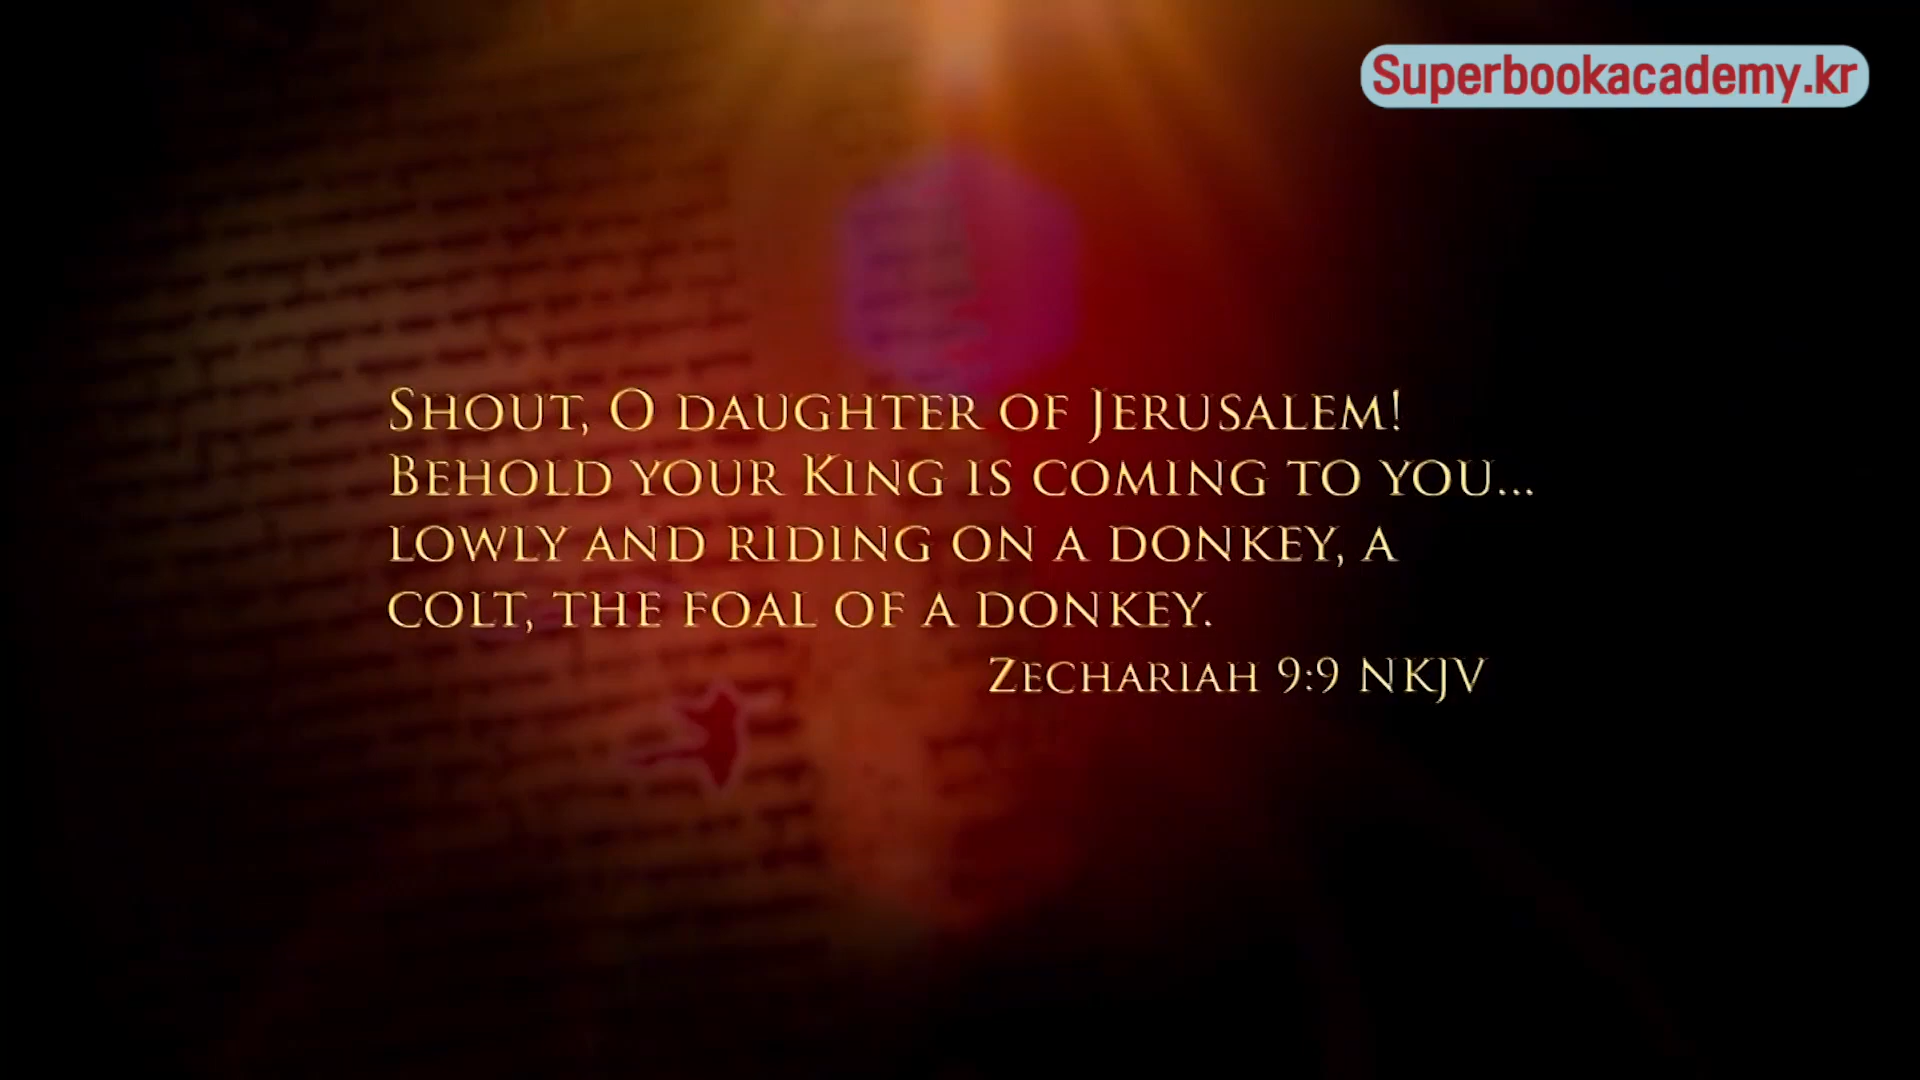 Superbookacademy.kr
Shout, O daughter of Jerusalem!
Behold your King is coming to you...
lowly and riding on a donkey, a
colt, the foal of a donkey.
Zechariah 9:9 NKJV